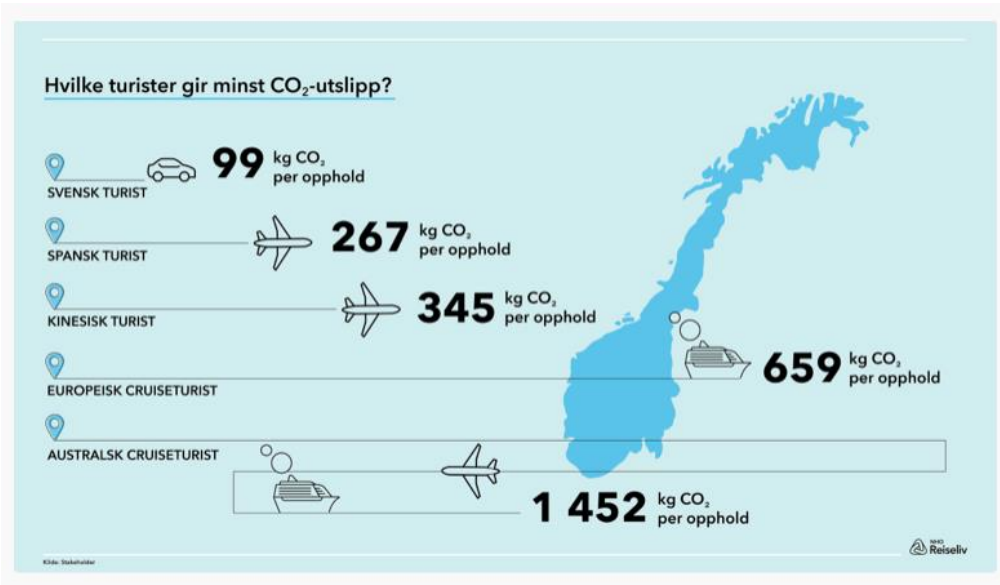 Hvilke turister gir minst CO₂-utslipp?
SVENSK TURIST
99 kg CO₂
per opphold
SPANSK TURIST
267 kg CO₂
per opphold
KINESISK TURIST
345 kg CO₂
per opphold
EUROPEISK CRUISETURIST
659 kg CO₂
per opphold
AUSTRALSK CRUISETURIST
1 452 kg CO₂
per opphold
Kilde: Stakeholder
NHO
Reiseliv